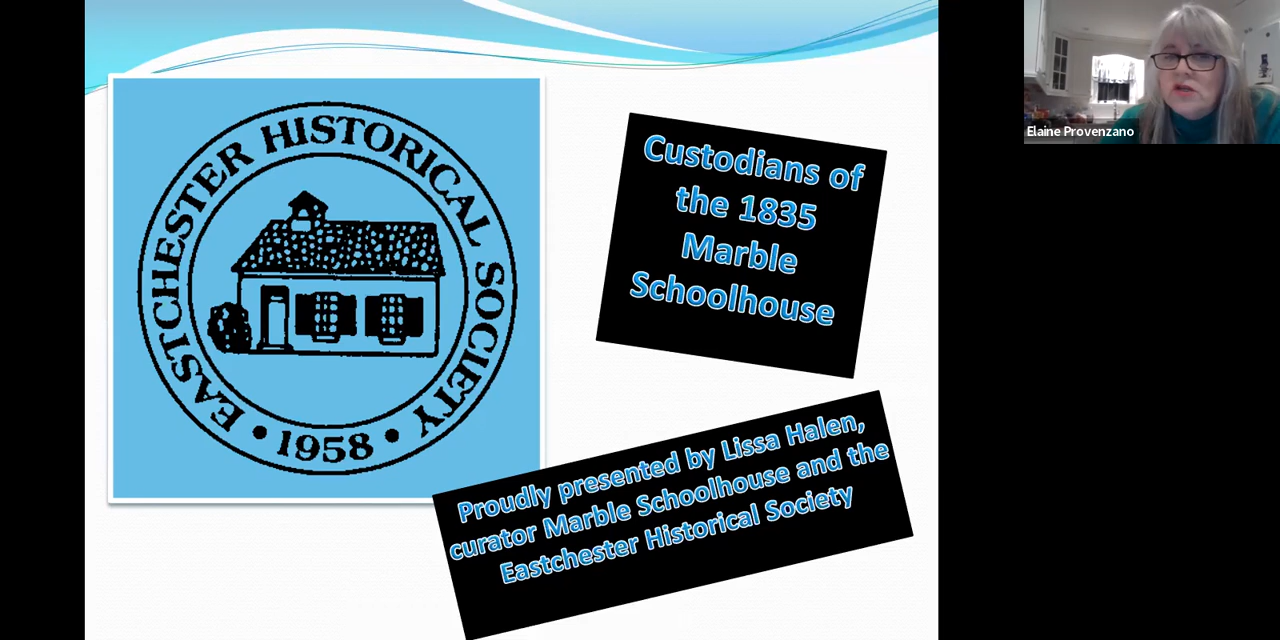 EASTCHESTER HISTORICAL SOCIETY
• 1958 •
Custodians of
the 1835
Marble
Schoolhouse
Proudly presented by Lissa Halen,
curator Marble Schoolhouse and the
Eastchester Historical Society
Elaine Provenzano